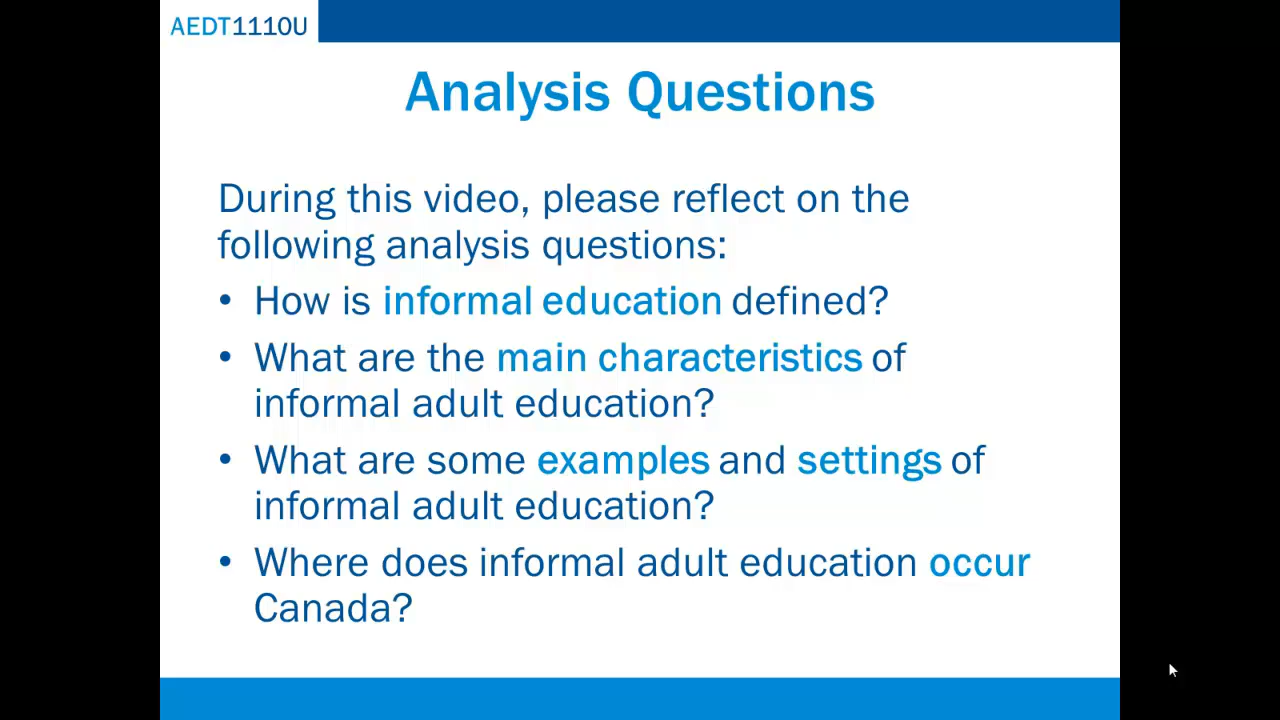 AEDT1110U
Analysis Questions
During this video, please reflect on the
following analysis questions:
• How is informal education defined?
• What are the main characteristics of
informal adult education?
• What are some examples and settings of
informal adult education?
• Where does informal adult education occur
Canada?